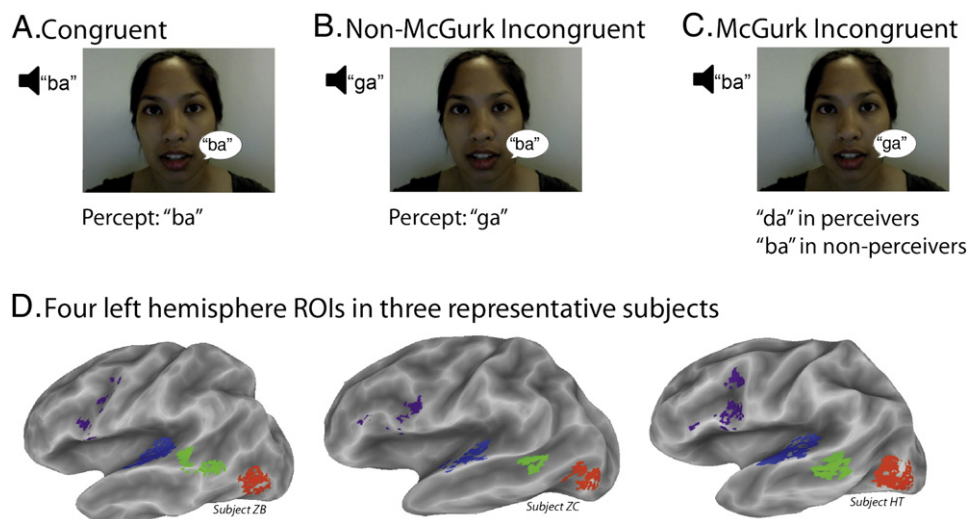 A.Congruent
"ba"
"ba"
Percept: "ba"
B. Non-McGurk Incongruent
"ga"
"ba"
Percept: "ga"
C. McGurk Incongruent
"ba"
"ga"
"da" in perceivers
"ba" in non-perceivers
D. Four left hemisphere ROIs in three representative subjects
Subject ZB
Subject ZC
Subject HT